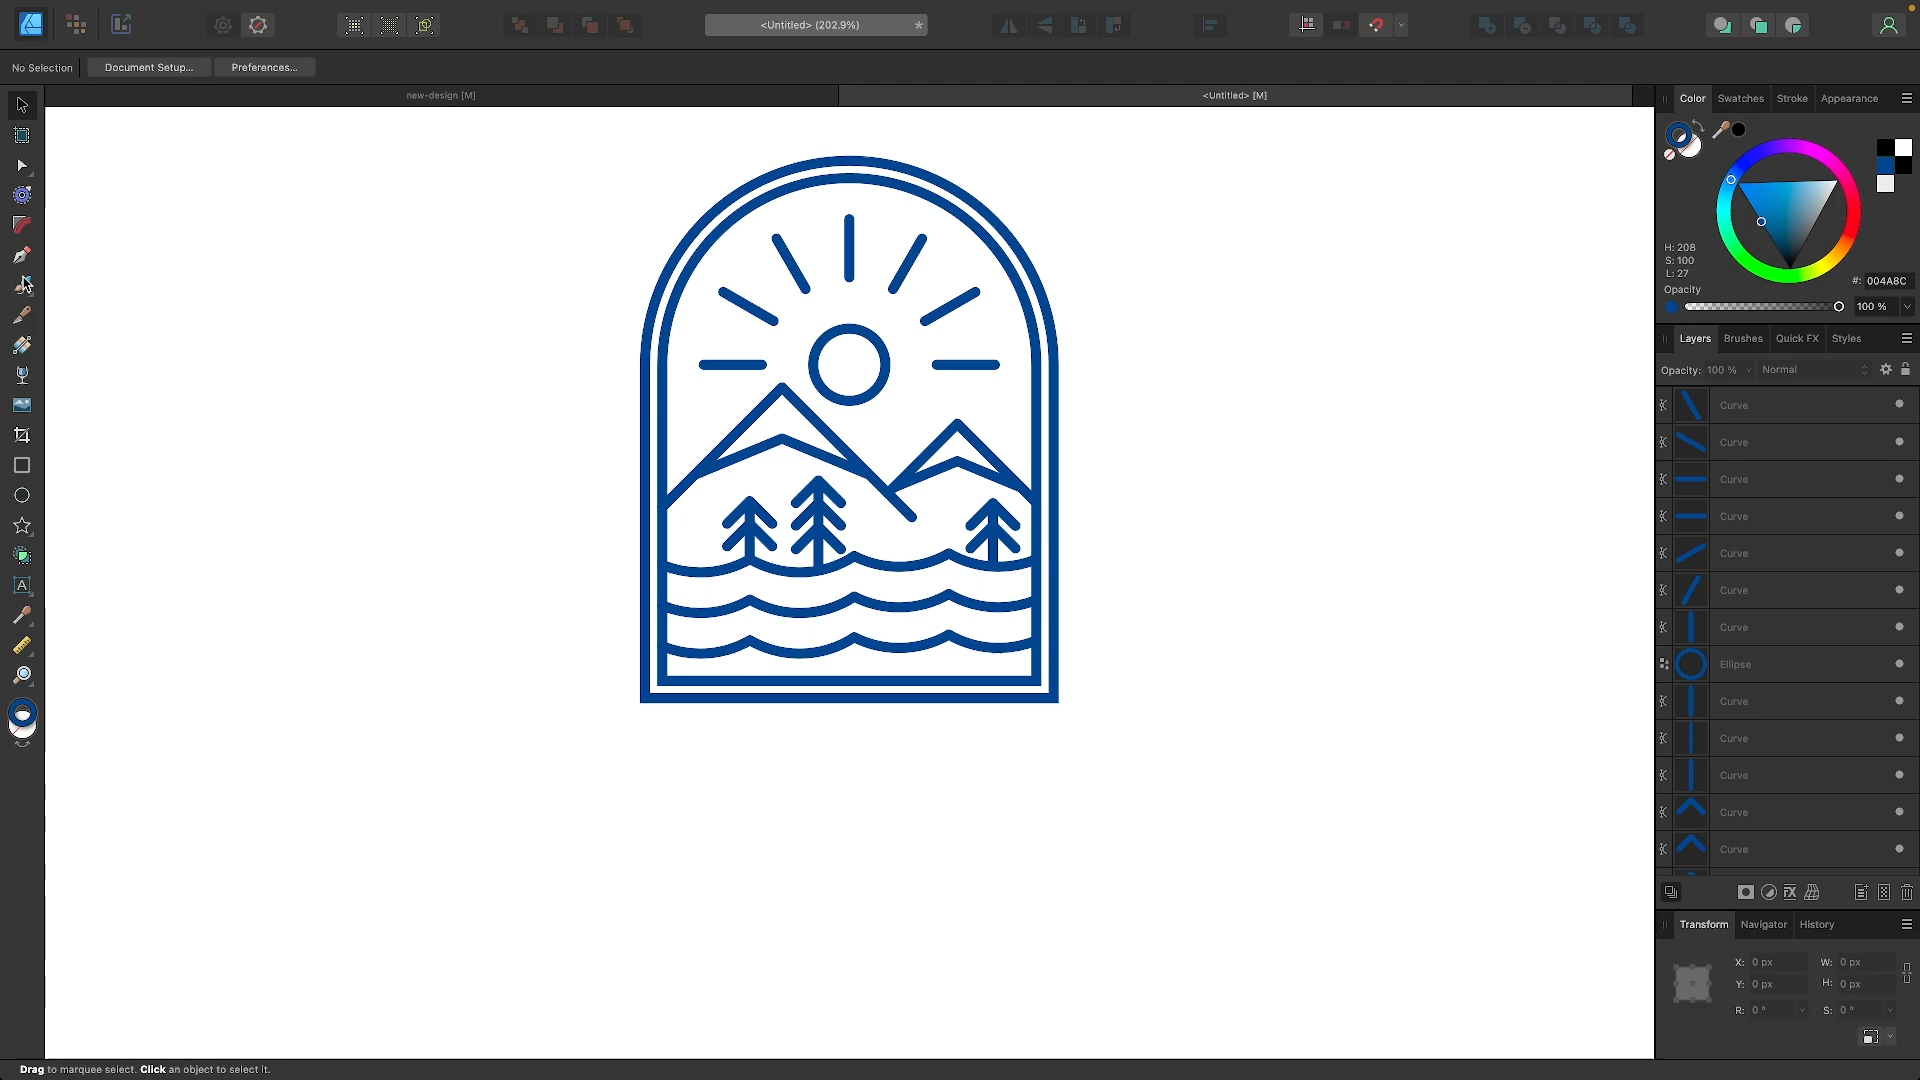 <Untitled> (202.9%)
*
No Selection
Document Setup...
Preferences...
new-design [M]
<Untitled> [M]
Color
Swatches
Stroke
Appearance
H: 208
S: 100
L: 27
#: 004A8C
Opacity
100 %
Layers
Brushes
Quick FX
Styles
Opacity: 100 %
Normal
Curve
Curve
Curve
Curve
Curve
Curve
Curve
Ellipse
Curve
Curve
Curve
Curve
Curve
Transform
Navigator
History
X: 0 px
W: 0 px
Y: 0 px
H: 0 px
R: 0 °
S: 0 °
Drag to marquee select. Click an object to select it.